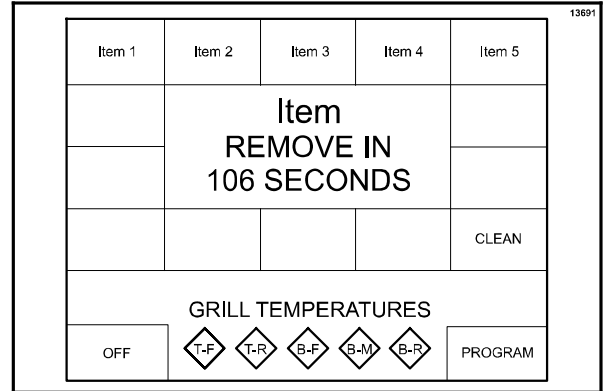 13691
Item 1 Item 2 Item 3 Item 4 Item 5
Item
REMOVE IN
106 SECONDS
CLEAN
GRILL TEMPERATURES
OFF T-F T-R B-F B-M B-R PROGRAM